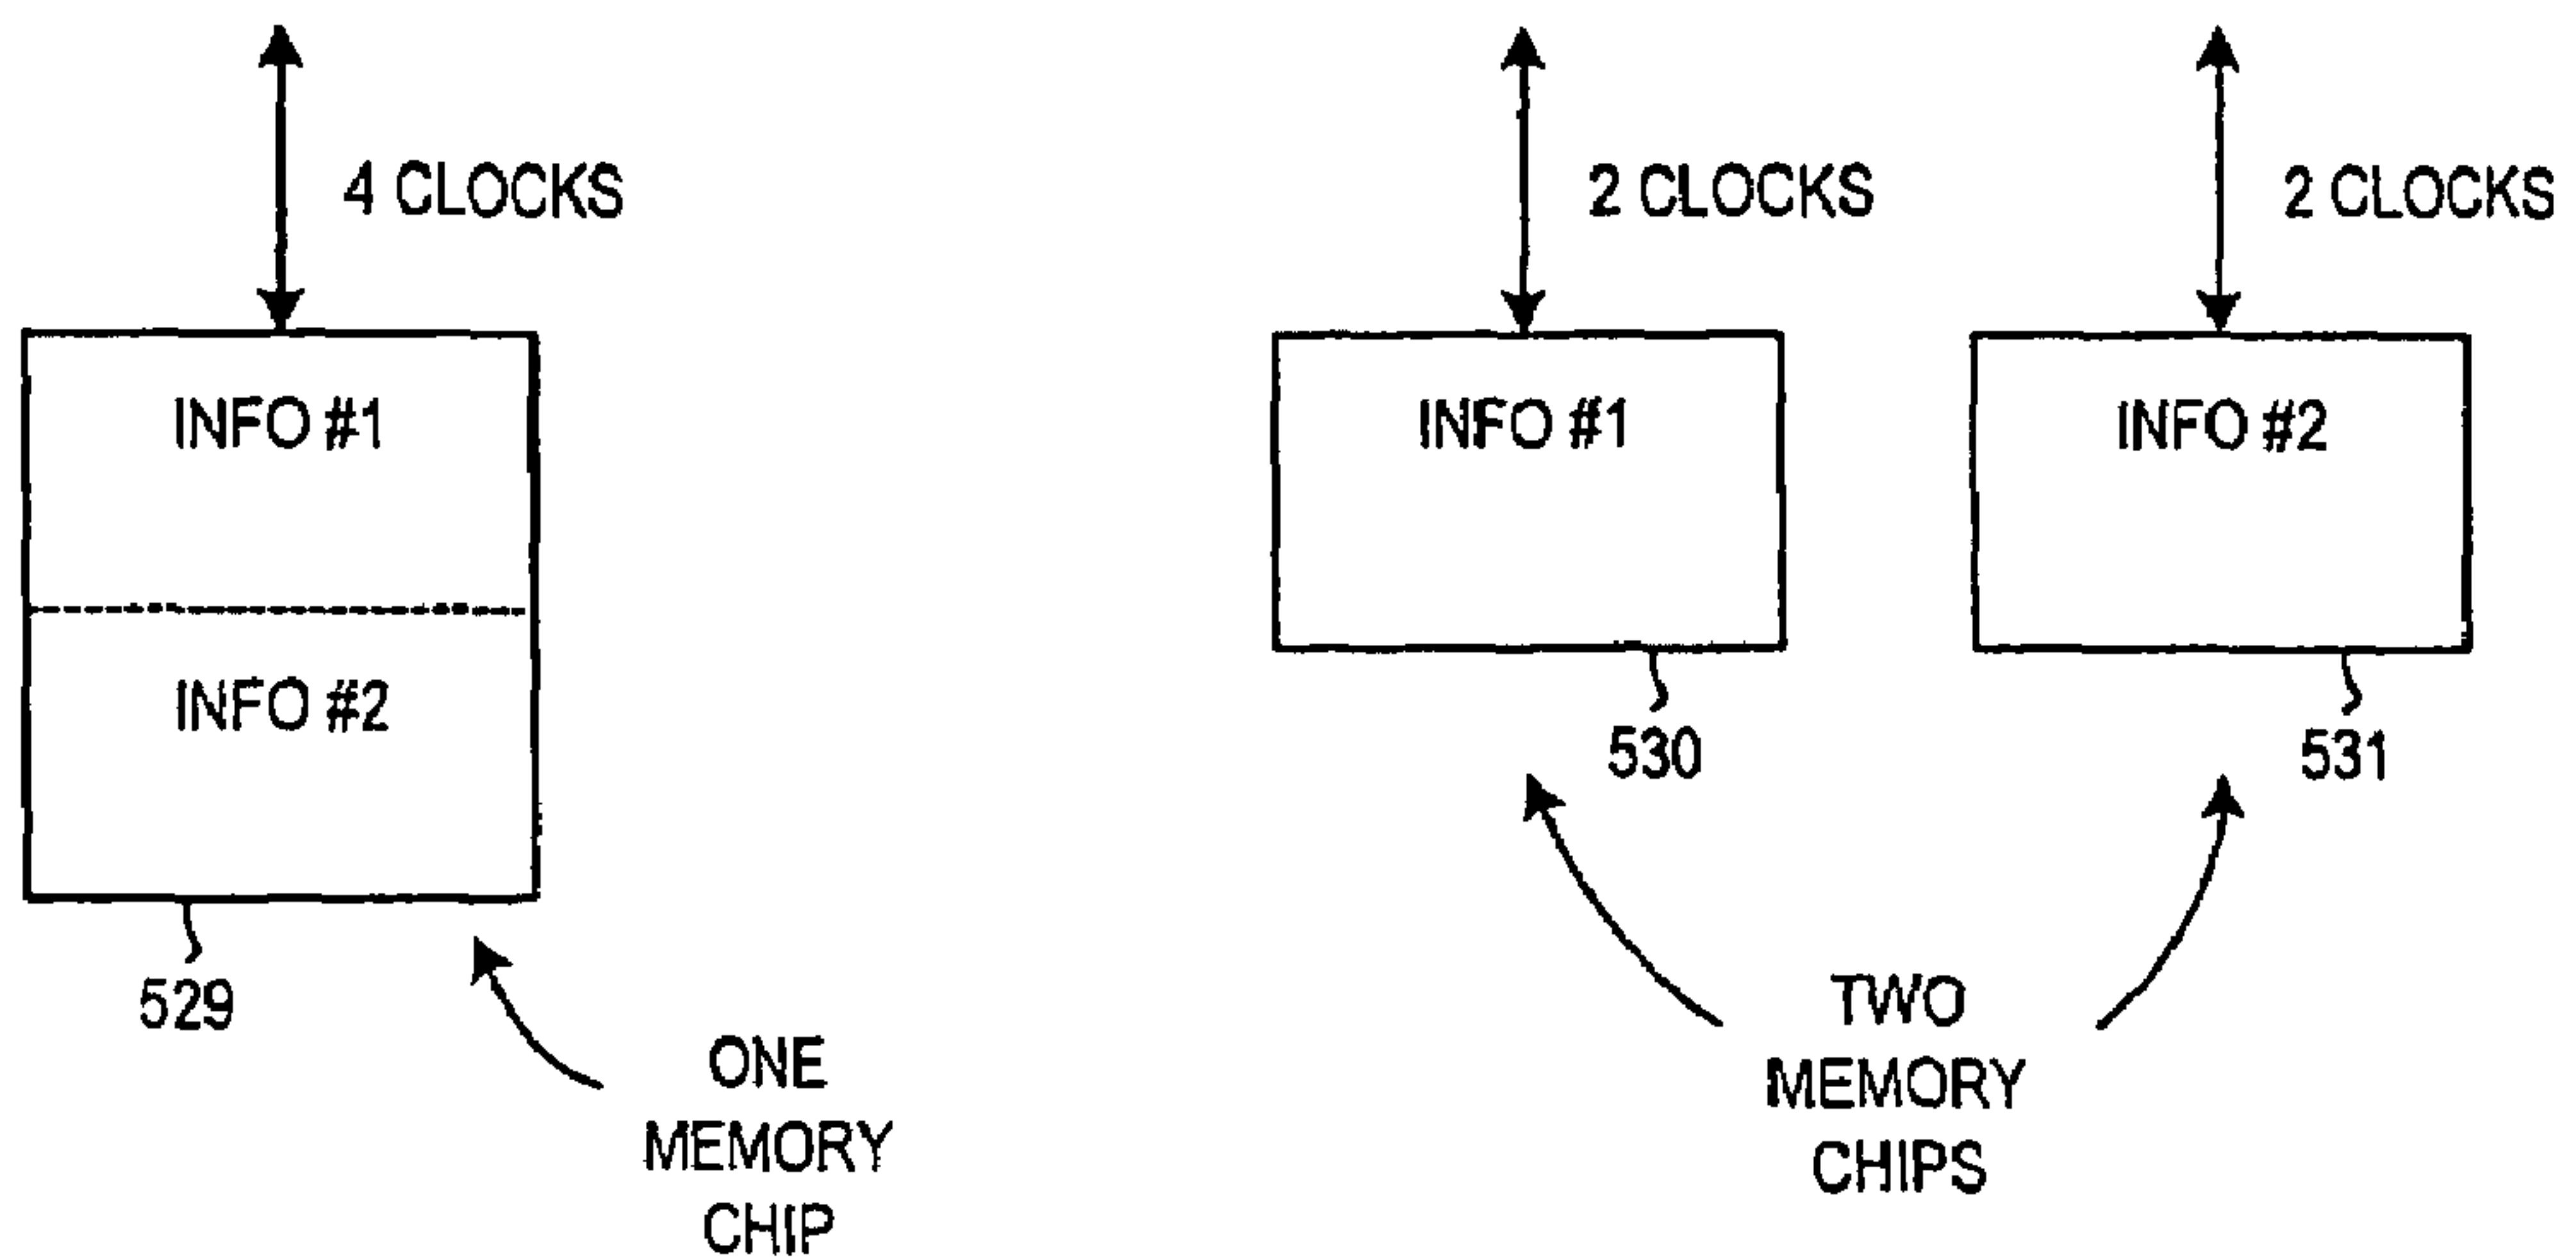 4 CLOCKS
INFO #1
INFO #2
529
ONE
MEMORY
CHIP
2 CLOCKS
2 CLOCKS
INFO #1
INFO #2
530
531
TWO
MEMORY
CHIPS